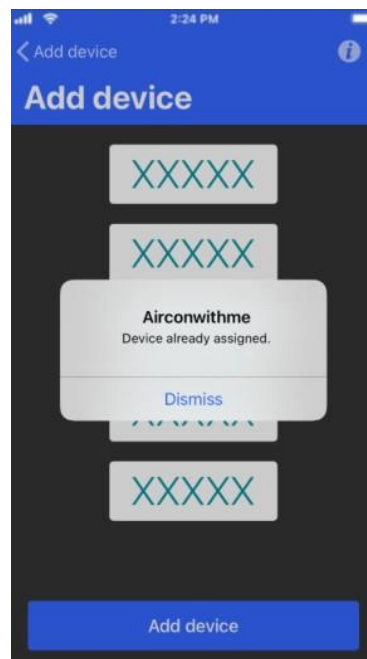 2:24 PM
Add device
Add device
XXXXX
XXXXX
Airconwithme
Device already assigned.
Dismiss
XXXXX
Add device